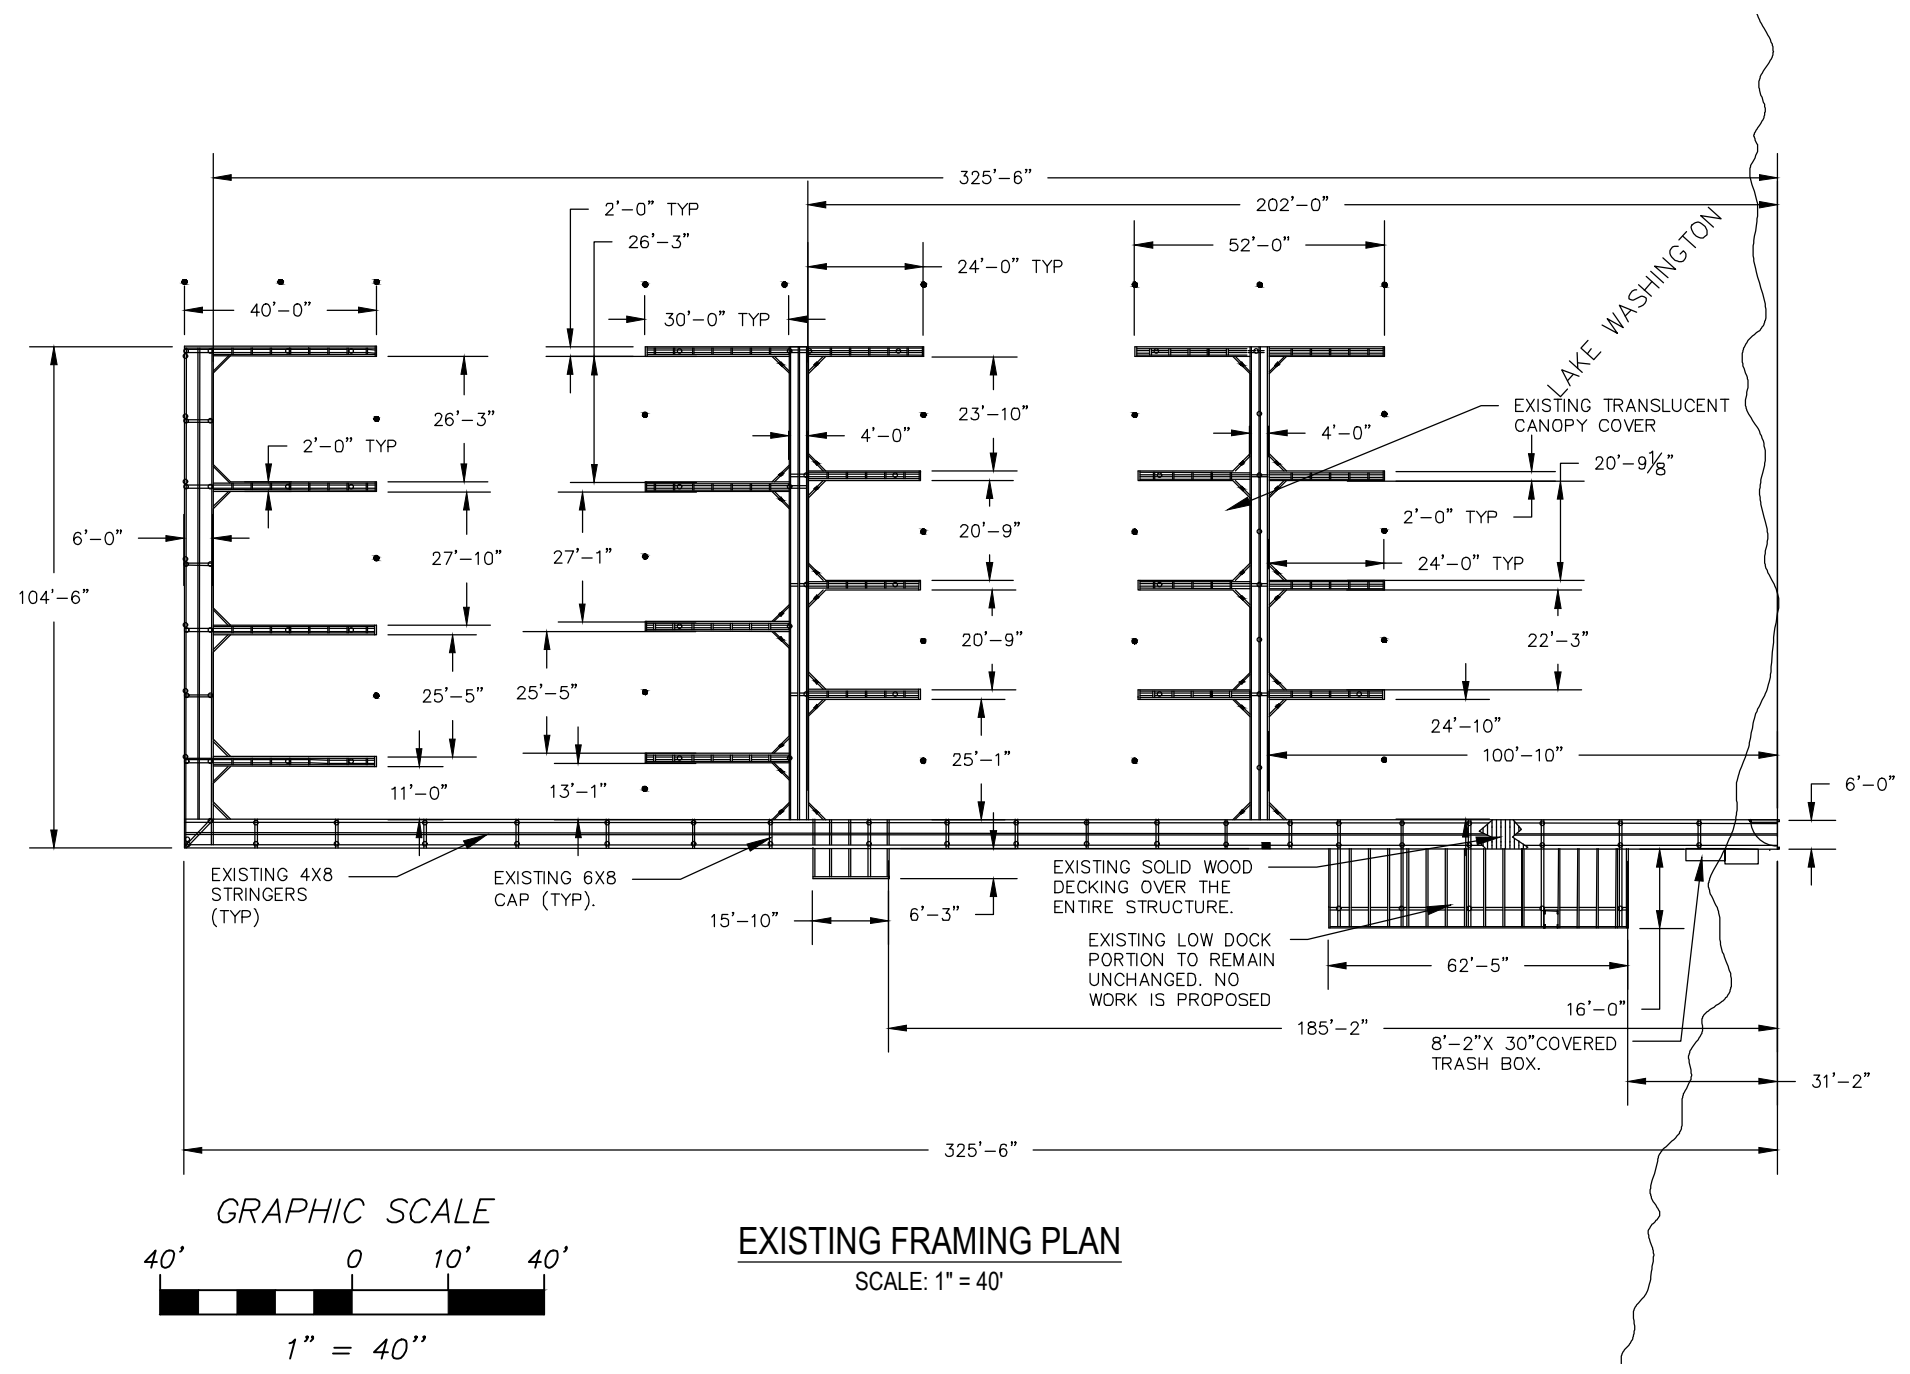 325'-6"
202'-0"
2'-0" TYP
26'-3"
52'-0"
24'-0" TYP
40'-0"
30'-0" TYP
LAKE WASHINGTON
EXISTING TRANSLUCENT
CANOPY COVER
26'-3"
23'-10"
4'-0"
4'-0"
2'-0" TYP
20'-9⅛"
2'-0" TYP
6'-0"
27'-10"
27'-1"
20'-9"
24'-0" TYP
104'-6"
20'-9"
22'-3"
25'-5"
25'-5"
24'-10"
25'-1"
100'-10"
11'-0"
13'-1"
6'-0"
EXISTING 4X8
STRINGERS
(TYP)
EXISTING 6X8
CAP (TYP).
EXISTING SOLID WOOD
DECKING OVER THE
ENTIRE STRUCTURE.
15'-10"
6'-3"
EXISTING LOW DOCK
PORTION TO REMAIN
UNCHANGED. NO
WORK IS PROPOSED
62'-5"
16'-0"
185'-2"
8'-2"X 30"COVERED
TRASH BOX.
31'-2"
325'-6"
GRAPHIC SCALE
40' 0 10' 40'
1" = 40''
EXISTING FRAMING PLAN
SCALE: 1" = 40'